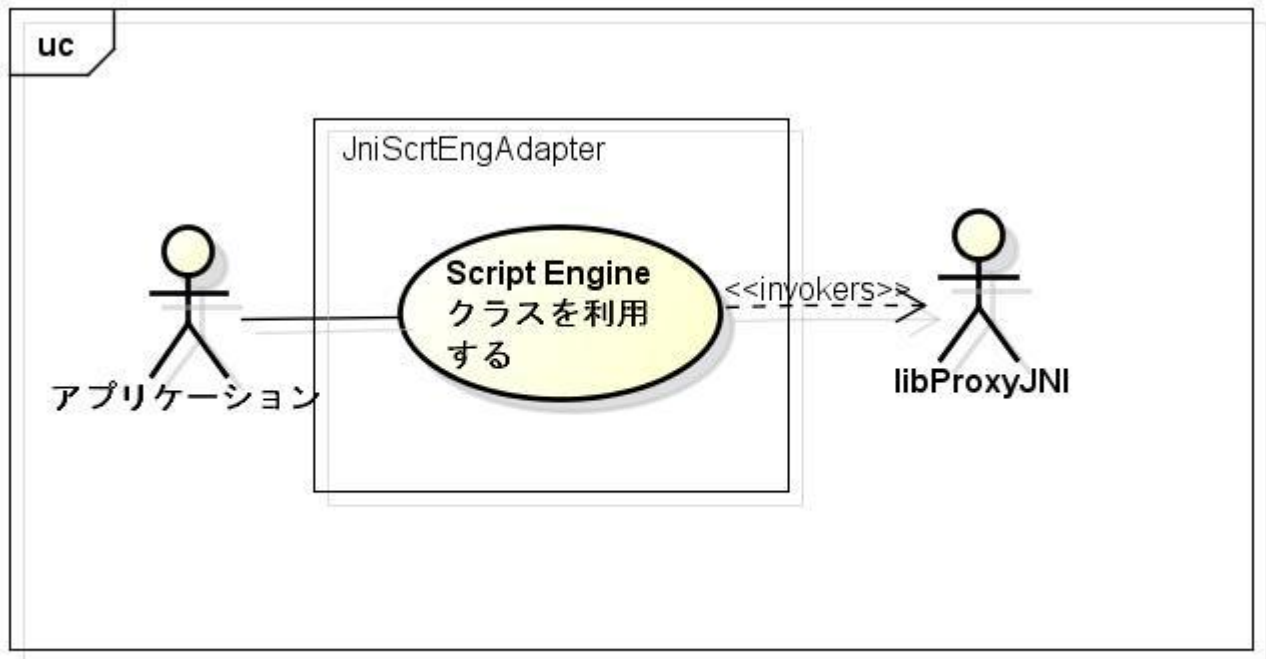 uc
JniScrtEngAdapter
Script Engine
クラスを利用
する
<<invokers>>
アプリケーション
libProxyJNI